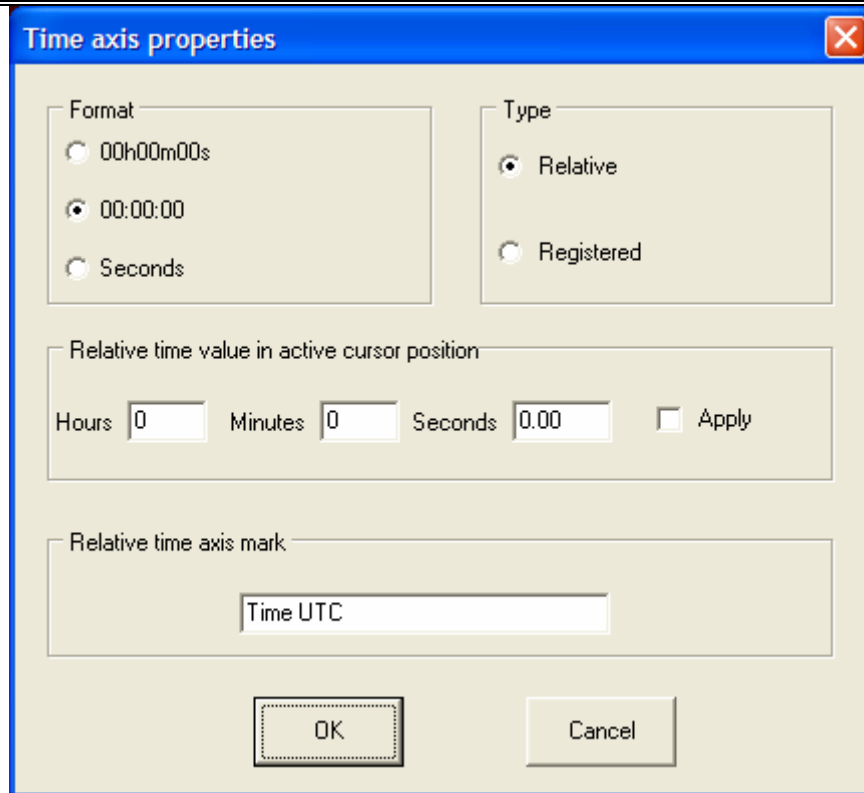 Time axis properties
Format
00h00m00s
00:00:00
Seconds
Type
Relative
Registered
Relative time value in active cursor position
Hours 0 Minutes 0 Seconds 0.00 Apply
Relative time axis mark
Time UTC
OK Cancel